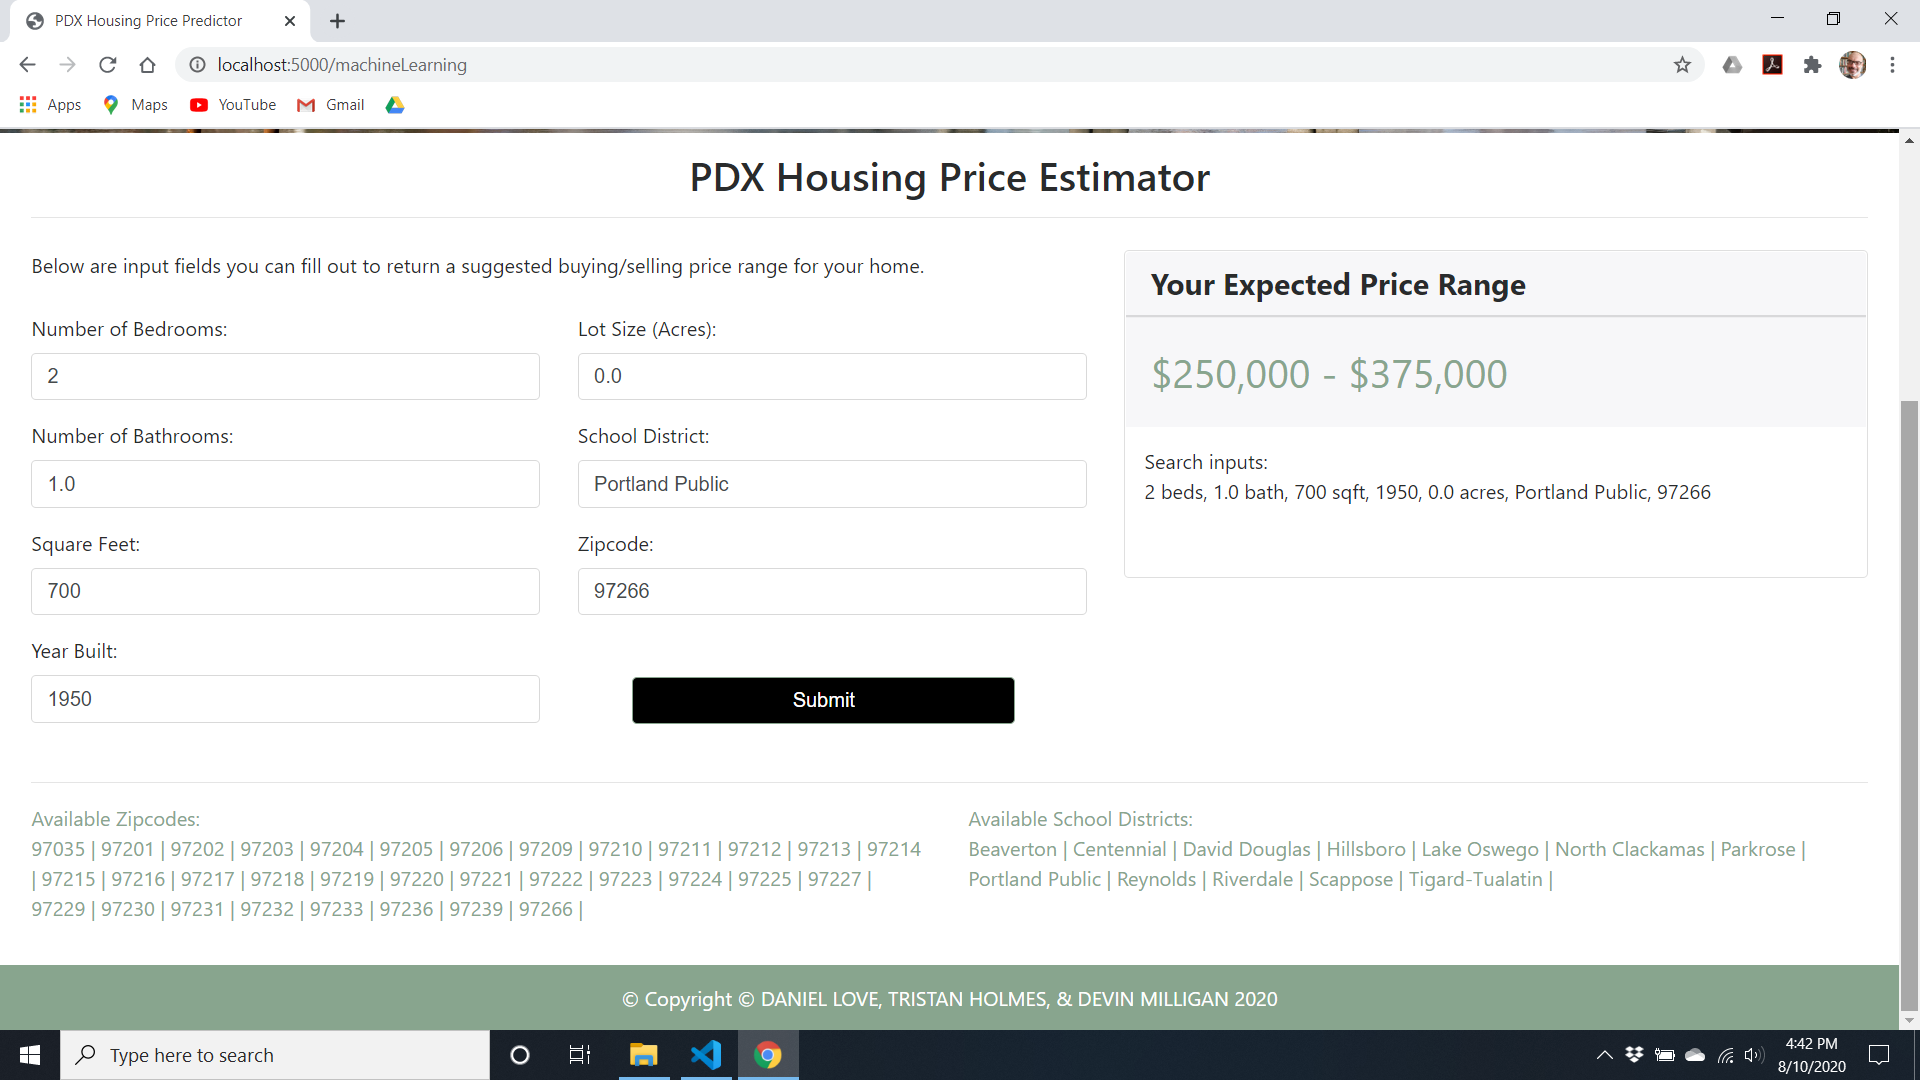 PDX Housing Price Predictor
localhost:5000/machineLearning
Apps
Maps
YouTube
Gmail
PDX Housing Price Estimator
Below are input fields you can fill out to return a suggested buying/selling price range for your home.
Number of Bedrooms:
2
Number of Bathrooms:
1.0
Square Feet:
700
Year Built:
1950
Lot Size (Acres):
0.0
School District:
Portland Public
Zipcode:
97266
Submit
Your Expected Price Range
$250,000 - $375,000
Search inputs:
2 beds, 1.0 bath, 700 sqft, 1950, 0.0 acres, Portland Public, 97266
Available Zipcodes:
97035 | 97201 | 97202 | 97203 | 97204 | 97205 | 97206 | 97209 | 97210 | 97211 | 97212 | 97213 | 97214
| 97215 | 97216 | 97217 | 97218 | 97219 | 97220 | 97221 | 97222 | 97223 | 97224 | 97225 | 97227 |
97229 | 97230 | 97231 | 97232 | 97233 | 97236 | 97239 | 97266 |
Available School Districts:
Beaverton | Centennial | David Douglas | Hillsboro | Lake Oswego | North Clackamas | Parkrose |
Portland Public | Reynolds | Riverdale | Scappose | Tigard-Tualatin |
© Copyright © DANIEL LOVE, TRISTAN HOLMES, & DEVIN MILLIGAN 2020
Type here to search
4:42 PM
8/10/2020